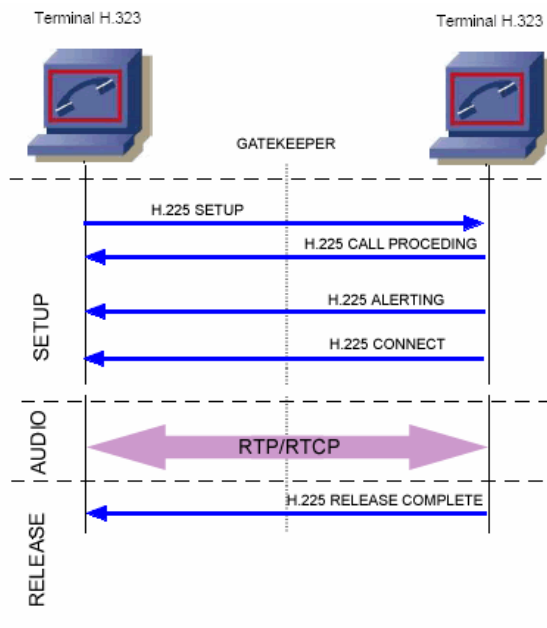 Terminal H.323
Terminal H.323
GATEKEEPER
H.225 SETUP
H.225 CALL PROCEDING
H.225 ALERTING
H.225 CONNECT
SETUP
AUDIO
RTP/RTCP
H.225 RELEASE COMPLETE
RELEASE